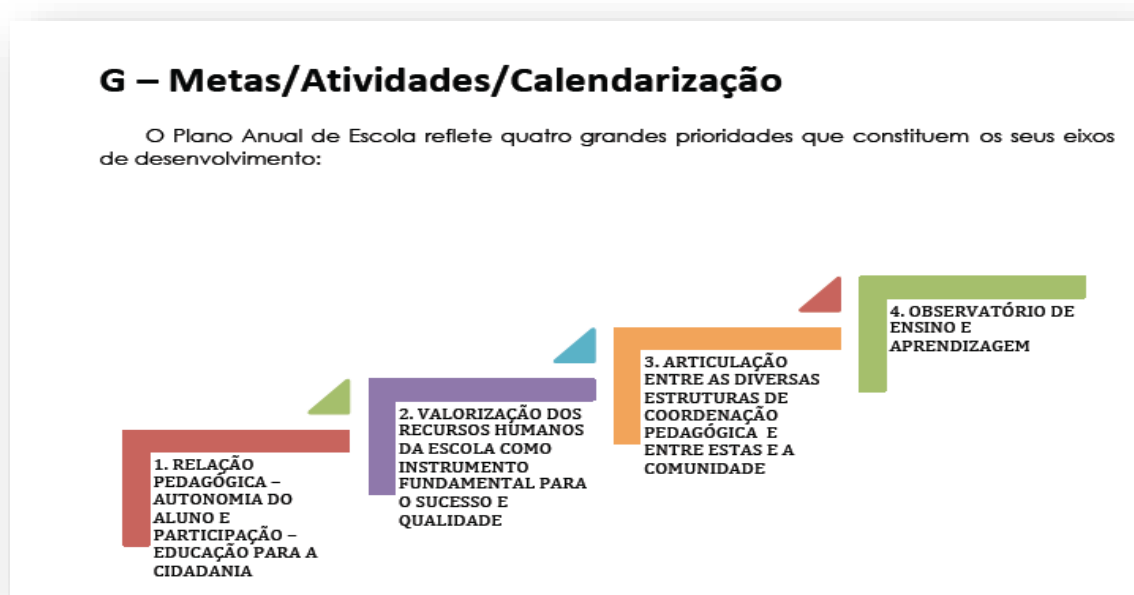 G – Metas/Atividades/Calendarização
O Plano Anual de Escola reflete quatro grandes prioridades que constituem os seus eixos
de desenvolvimento:
1. RELAÇÃO
PEDAGÓGICA –
AUTONOMIA DO
ALUNO E
PARTICIPAÇÃO –
EDUCAÇÃO PARA A
CIDADANIA
2. VALORIZAÇÃO DOS
RECURSOS HUMANOS
DA ESCOLA COMO
INSTRUMENTO
FUNDAMENTAL PARA
O SUCESSO E
QUALIDADE
3. ARTICULAÇÃO
ENTRE AS DIVERSAS
ESTRUTURAS DE
COORDENAÇÃO
PEDAGÓGICA E
ENTRE ESTAS E A
COMUNIDADE
4. OBSERVATÓRIO DE
ENSINO E
APRENDIZAGEM